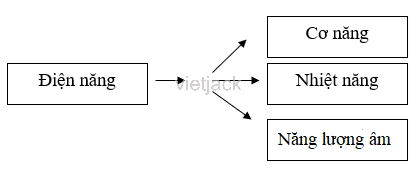 Cơ năng
Điện năng
vietjack
Nhiệt năng
Năng lượng âm